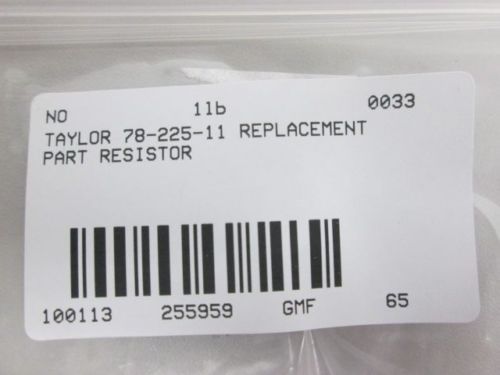 NO 1lb 0033
TAYLOR 78-225-11 REPLACEMENT
PART RESISTOR
100113 255959 GMF 65